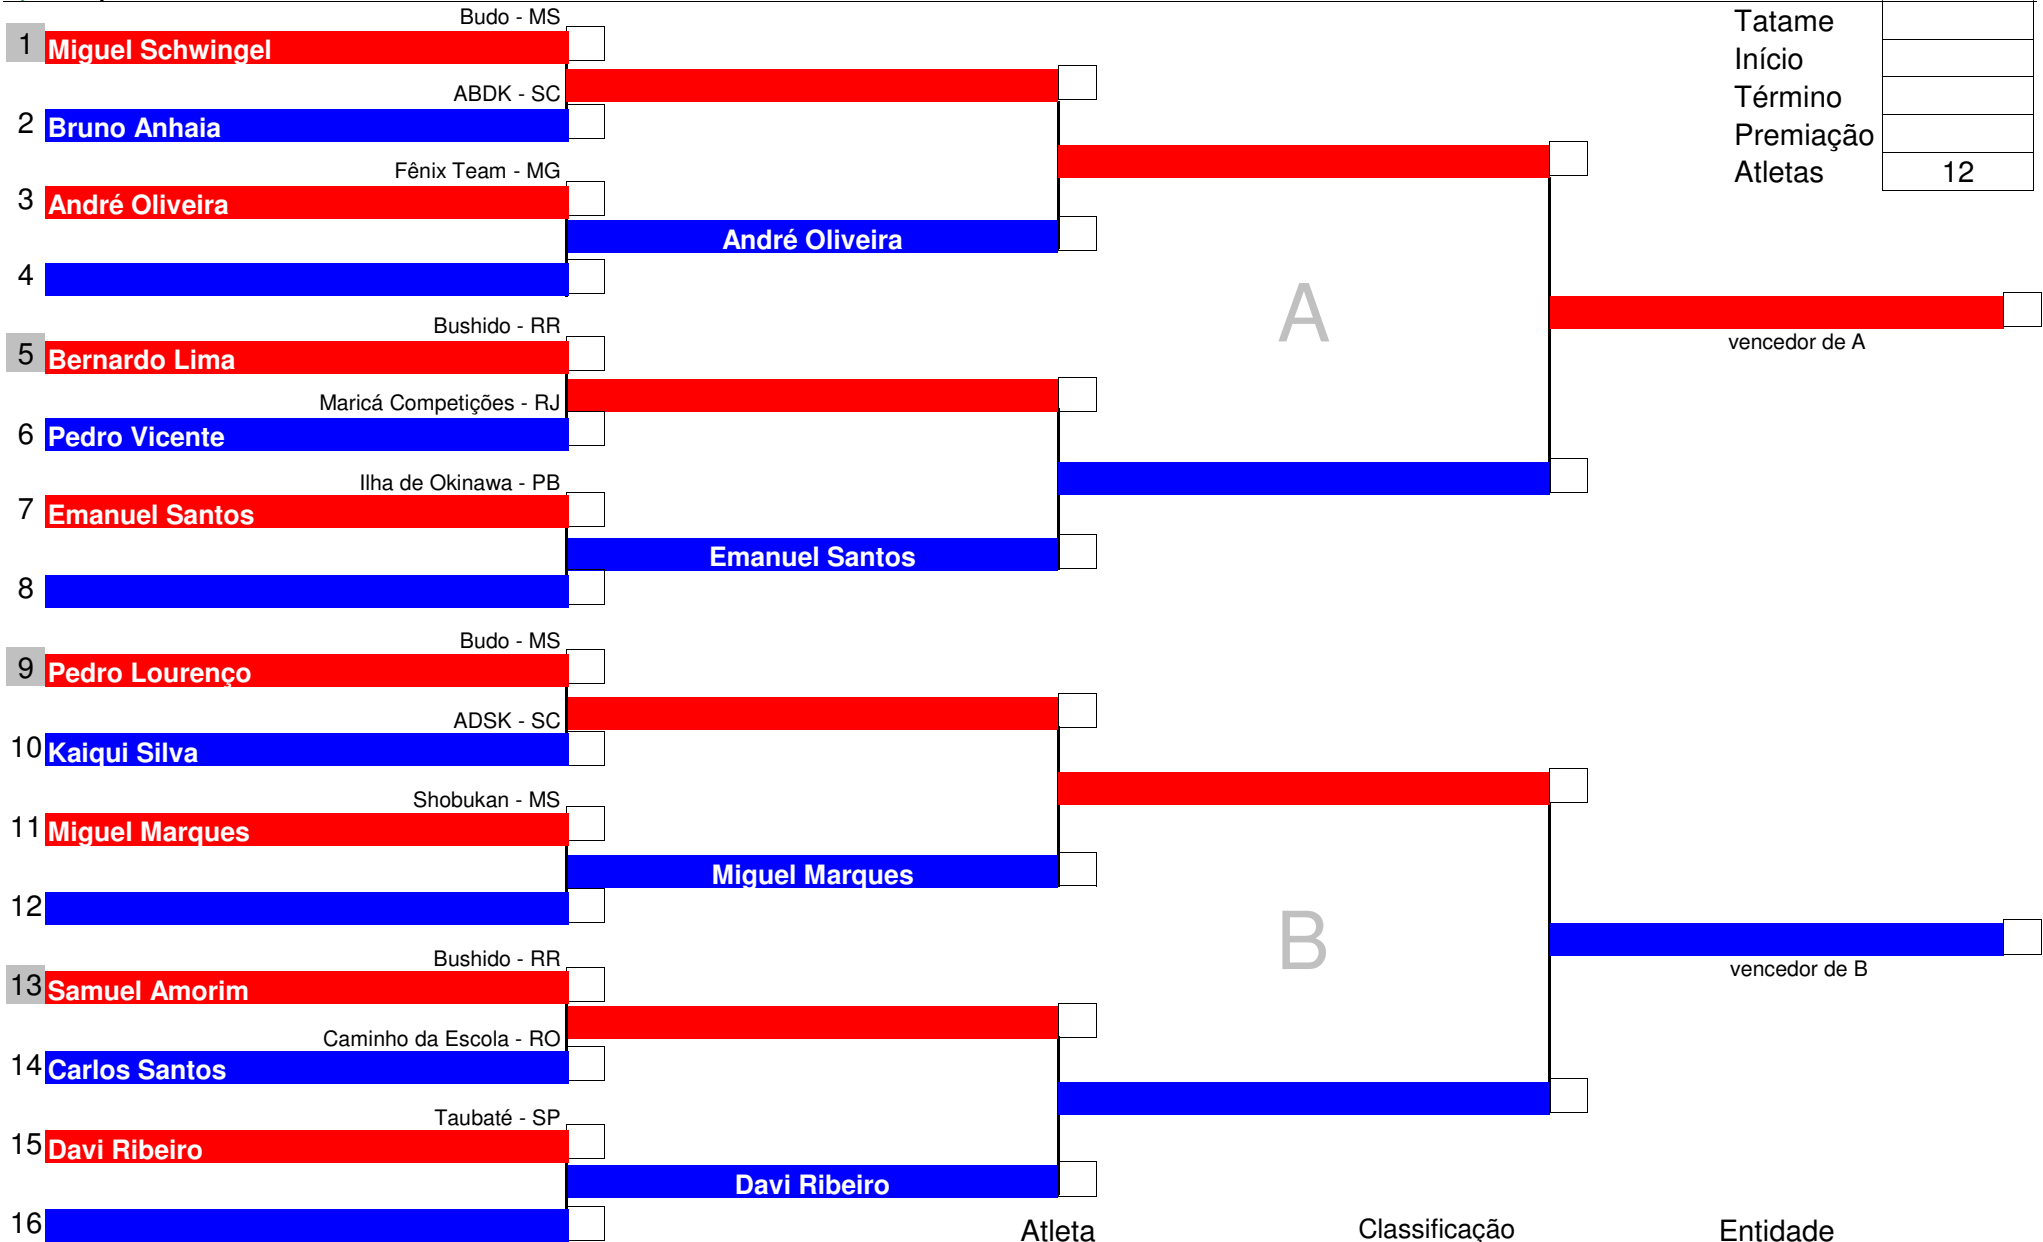 Budo - MS
1 Miguel Schwingel
ABDK - SC
2 Bruno Anhaia
Fênix Team - MG
3 André Oliveira
André Oliveira
4
Bushido - RR
5 Bernardo Lima
Maricá Competições - RJ
6 Pedro Vicente
Ilha de Okinawa - PB
7 Emanuel Santos
Emanuel Santos
8
Budo - MS
9 Pedro Lourenço
ADSK - SC
10 Kaiqui Silva
Shobukan - MS
11 Miguel Marques
Miguel Marques
12
Bushido - RR
13 Samuel Amorim
Caminho da Escola - RO
14 Carlos Santos
Taubaté - SP
15 Davi Ribeiro
Davi Ribeiro
16
A
B
Tatame
Início
Término
Premiação
Atletas 12
vencedor de A
vencedor de B
Atleta Classificação Entidade